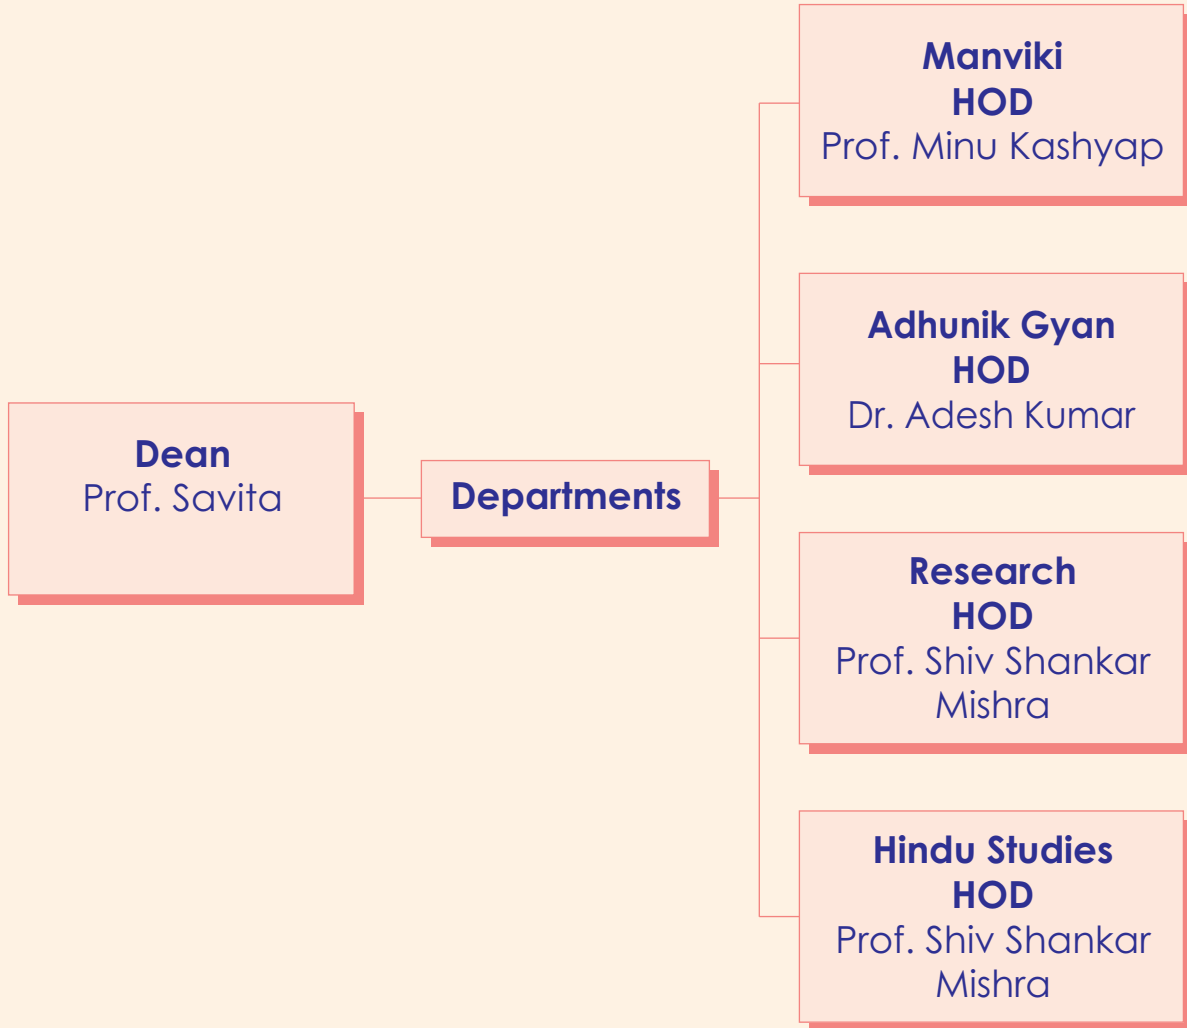 Dean
Prof. Savita
Departments
Manviki
HOD
Prof. Minu Kashyap
Adhunik Gyan
HOD
Dr. Adesh Kumar
Research
HOD
Prof. Shiv Shankar
Mishra
Hindu Studies
HOD
Prof. Shiv Shankar
Mishra